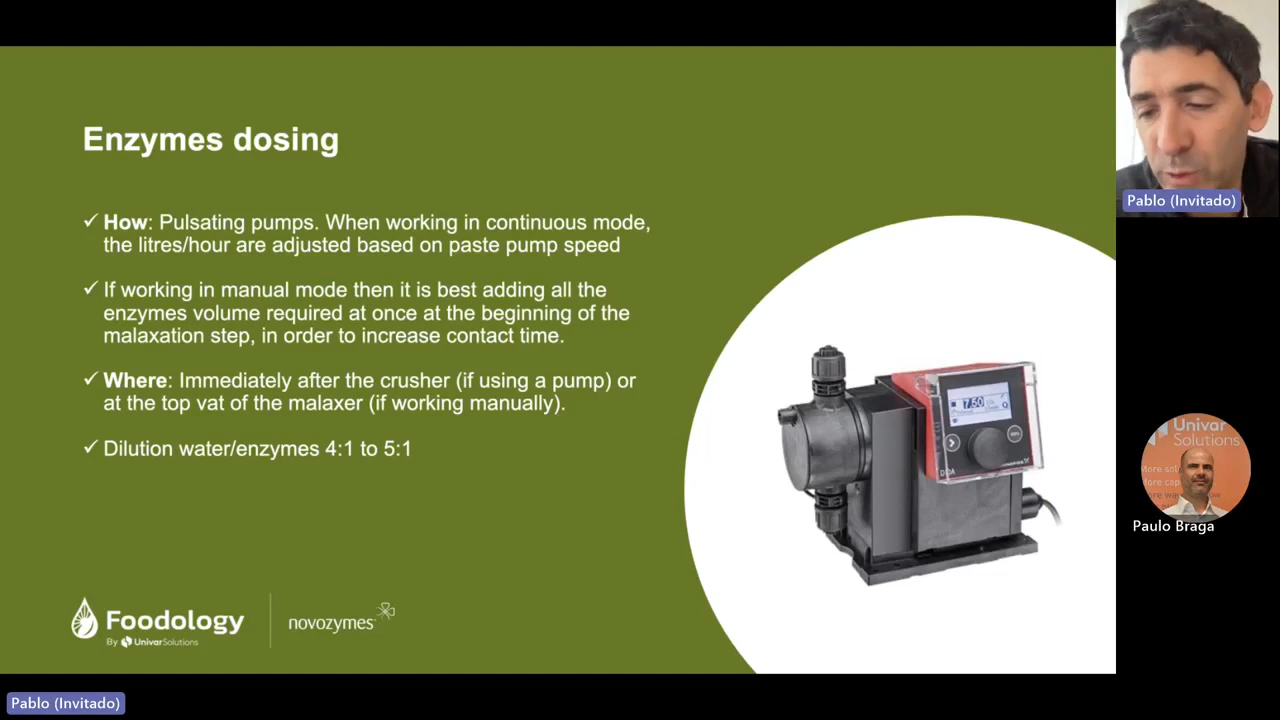 Enzymes dosing
✓ How: Pulsating pumps. When working in continuous mode,
the litres/hour are adjusted based on paste pump speed
✓ If working in manual mode then it is best adding all the
enzymes volume required at once at the beginning of the
malaxation step, in order to increase contact time.
✓ Where: Immediately after the crusher (if using a pump) or
at the top vat of the malaxer (if working manually).
✓ Dilution water/enzymes 4:1 to 5:1
7.50
Foodology
By UnivarSolutions
novozymes
Pablo (Invitado)
Univar
Solutions
Paulo Braga
Pablo (Invitado)